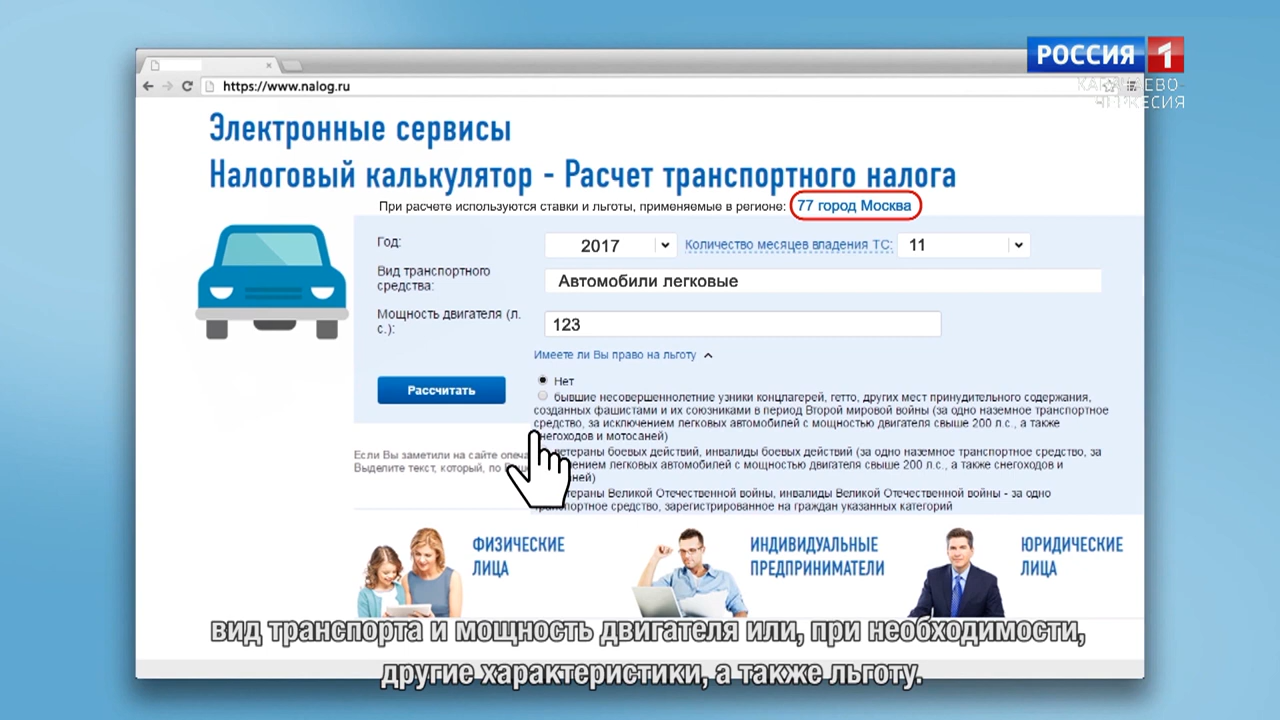 РОССИЯ 1
КАРАЧАЕВО-
ЧЕРКЕСИЯ
https://www.nalog.ru
Электронные сервисы
Налоговый калькулятор - Расчет транспортного налога
При расчете используются ставки и льготы, применяемые в регионе: 77 город Москва
Год: 2017 Количество месяцев владения ТС: 11
Вид транспортного
средства: Автомобили легковые
Мощность двигателя (л.
с.): 123
Имеете ли Вы право на льготу
Рассчитать
Нет
бывшие несовершеннолетние узники концлагерей, гетто, других мест принудительного содержания,
созданных фашистами и их союзниками в период Второй мировой войны (за одно наземное транспортное
средство, за исключением легковых автомобилей с мощностью двигателя свыше 200 л.с., а также
снегоходов и мотосаней)
ветераны боевых действий, инвалиды боевых действий (за одно наземное транспортное средство, за
легковых автомобилей с мощностью двигателя свыше 200 л.с., а также снегоходов и
Великой Отечественной войны, инвалиды Великой Отечественной войны - за одно
транспортное средство, зарегистрированное на граждан указанных категорий
Если Вы заметили на сайте
Выделите текст, который, по
ФИЗИЧЕСКИЕ
ЛИЦА
ИНДИВИДУАЛЬНЫЕ
ПРЕДПРИНИМАТЕЛИ
ЮРИДИЧЕСКИЕ
ЛИЦА
вид транспорта и мощность двигателя или, при необходимости,
другие характеристики, а также льготу.